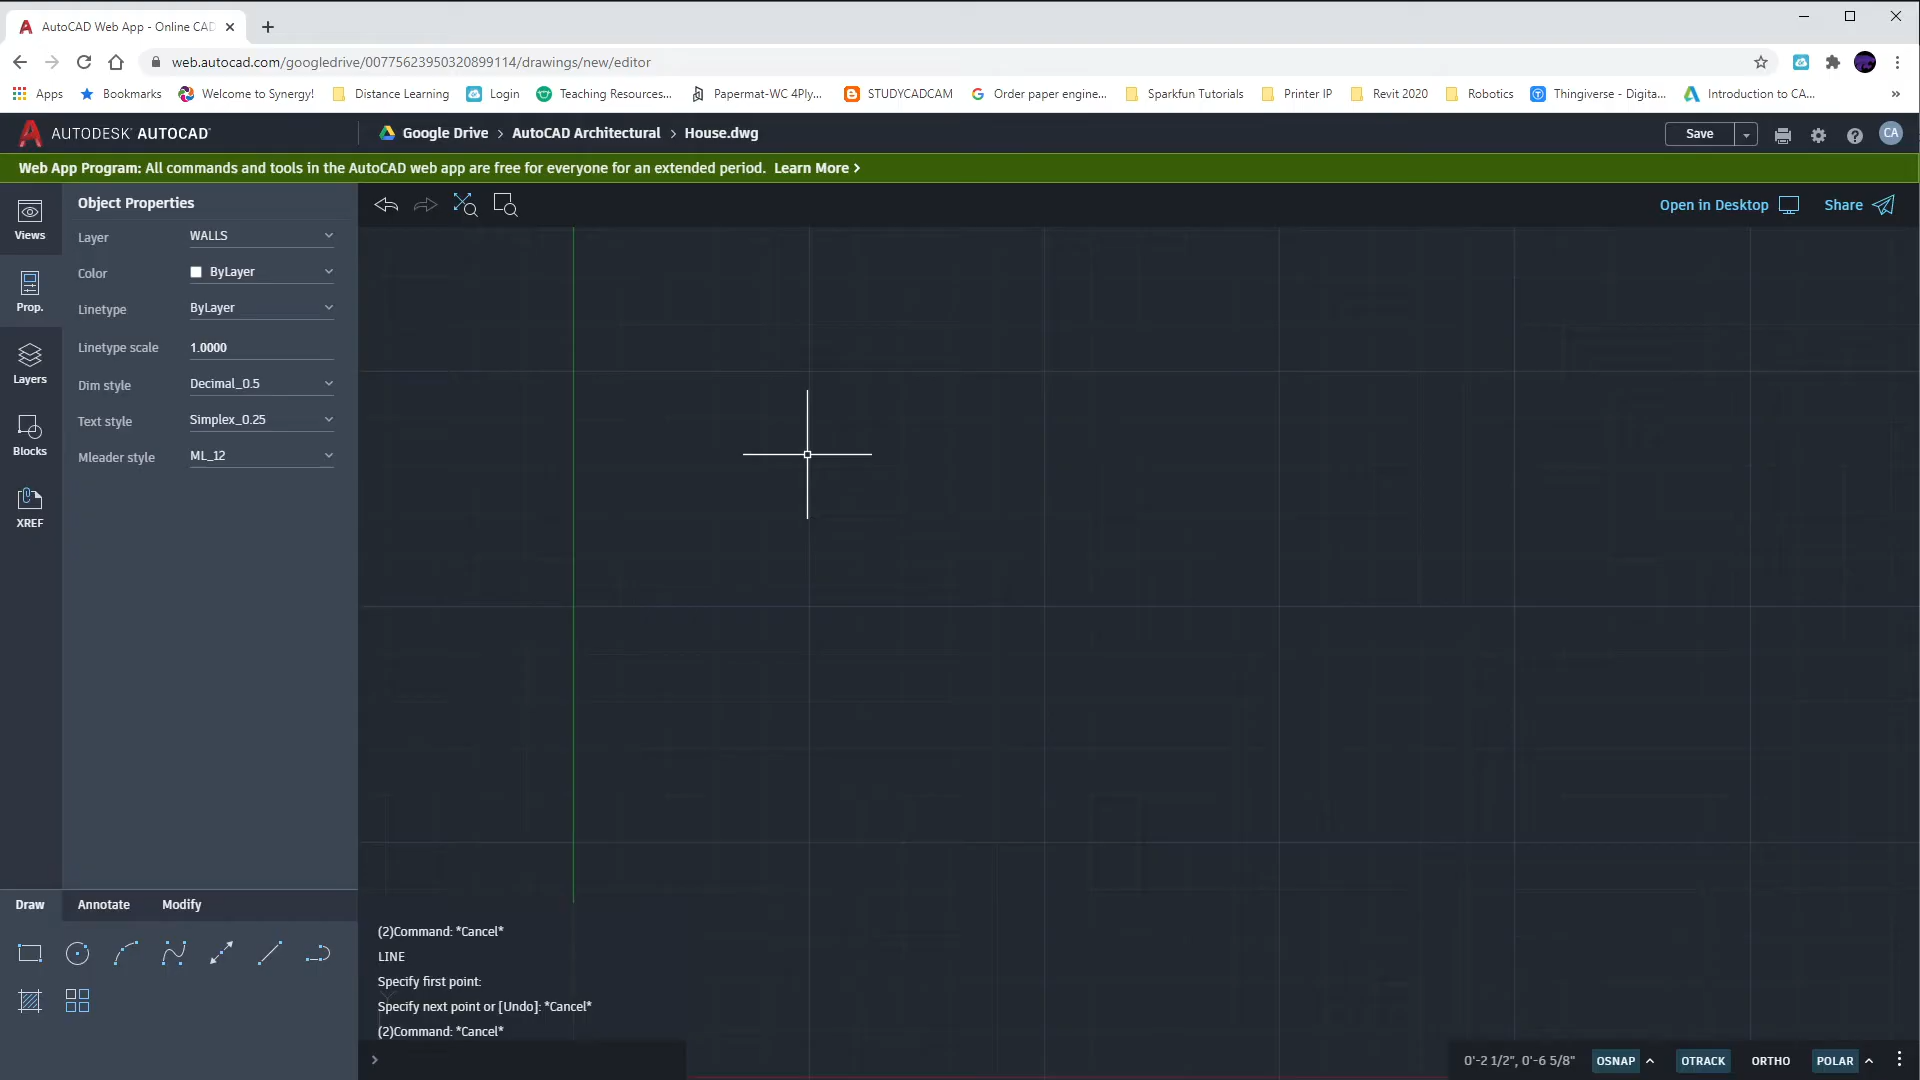 AutoCAD Web App - Online CAD
web.autocad.com/googledrive/00775623950320899114/drawings/new/editor
Apps Bookmarks Welcome to Synergy! Distance Learning Login Teaching Resources... Papermat-WC 4Ply... STUDYCADCAM Order paper engine... Sparkfun Tutorials Printer IP Revit 2020 Robotics Thingiverse - Digita... Introduction to CA... »
AUTODESK® AUTOCAD® Google Drive > AutoCAD Architectural > House.dwg Save CA
Web App Program: All commands and tools in the AutoCAD web app are free for everyone for an extended period. Learn More >
Views
Prop.
Layers
Blocks
XREF
Object Properties
Layer WALLS
Color ByLayer
Linetype ByLayer
Linetype scale 1.0000
Dim style Decimal_0.5
Text style Simplex_0.25
Mleader style ML_12
Open in Desktop Share
Draw Annotate Modify
(2)Command: *Cancel*
LINE
Specify first point:
Specify next point or [Undo]: *Cancel*
(2)Command: *Cancel*
>
0'-2 1/2", 0'-6 5/8" OSNAP OTRACK ORTHO POLAR